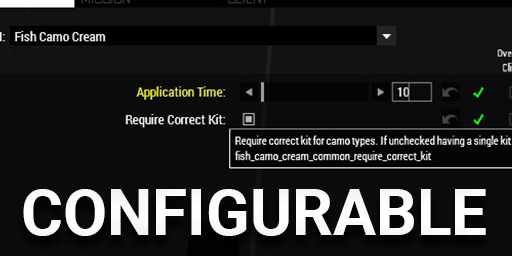 MISSION CLIENT
Fish Camo Cream
Ove
Cli
Application Time: 10
Require Correct Kit:
Require correct kit for camo types. If unchecked having a single kit
fish_camo_cream_common_require_correct_kit
CONFIGURABLE